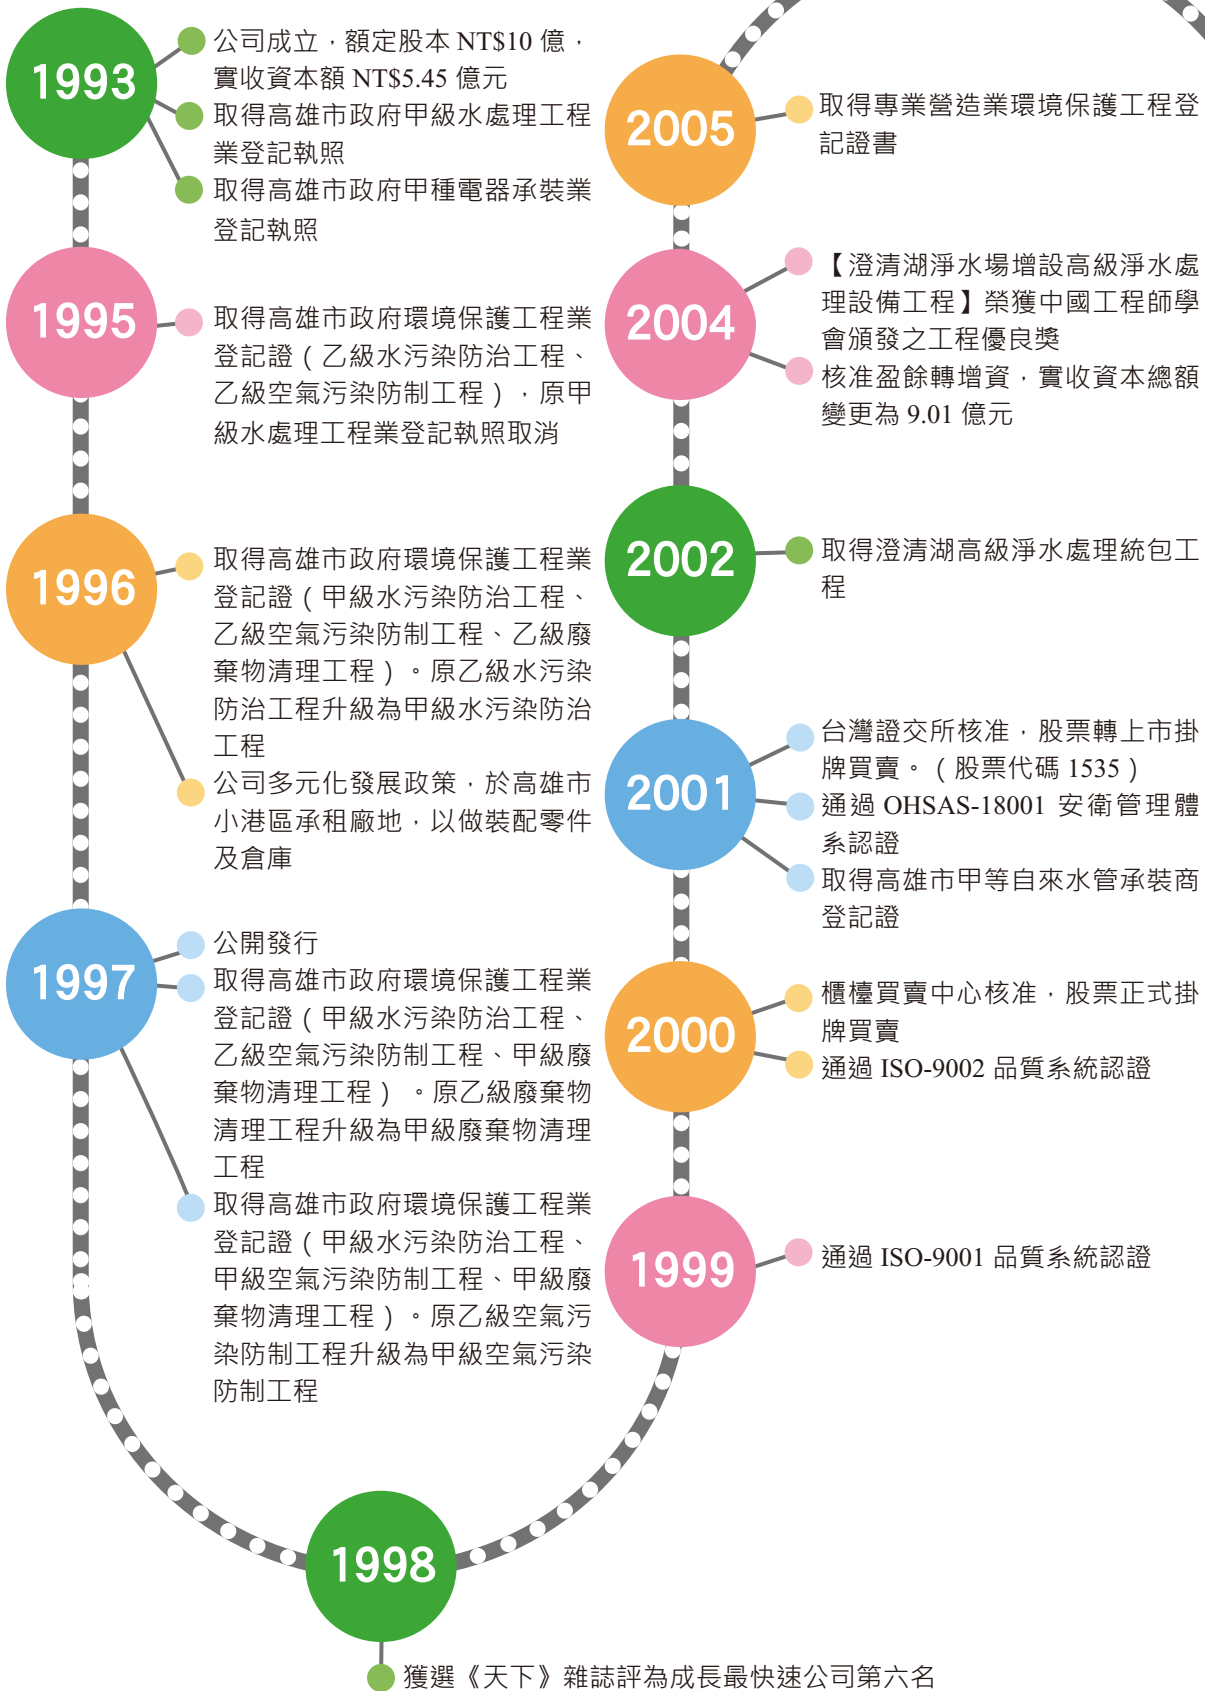 1993
公司成立，額定股本 NT$10 億，
實收資本額 NT$5.45 億元
取得高雄市政府甲級水處理工程
業登記執照
取得高雄市政府甲種電器承裝業
登記執照
1995
取得高雄市政府環境保護工程業
登記證（乙級水污染防治工程、
乙級空氣污染防制工程），原甲
級水處理工程業登記執照取消
1996
取得高雄市政府環境保護工程業
登記證（甲級水污染防治工程、
乙級空氣污染防制工程、乙級廢
棄物清理工程）。原乙級水污染
防治工程升級為甲級水污染防治
工程
公司多元化發展政策，於高雄市
小港區承租廠地，以做裝配零件
及倉庫
1997
公開發行
取得高雄市政府環境保護工程業
登記證（甲級水污染防治工程、
乙級空氣污染防制工程、甲級廢
棄物清理工程）。原乙級廢棄物
清理工程升級為甲級廢棄物清理
工程
取得高雄市政府環境保護工程業
登記證（甲級水污染防治工程、
甲級空氣污染防制工程、甲級廢
棄物清理工程）。原乙級空氣污
染防制工程升級為甲級空氣污染
防制工程
1998
獲選《天下》雜誌評為成長最快速公司第六名
1999
通過 ISO-9001 品質系統認證
2000
櫃檯買賣中心核准，股票正式掛
牌買賣
通過 ISO-9002 品質系統認證
2001
台灣證交所核准，股票轉上市掛
牌買賣。（股票代碼 1535）
通過 OHSAS-18001 安衛管理體
系認證
取得高雄市甲等自來水管承裝商
登記證
2002
取得澄清湖高級淨水處理統包工
程
2004
【澄清湖淨水場增設高級淨水處
理設備工程】榮獲中國工程師學
會頒發之工程優良獎
核准盈餘轉增資，實收資本總額
變更為 9.01 億元
2005
取得專業營造業環境保護工程登
記證書